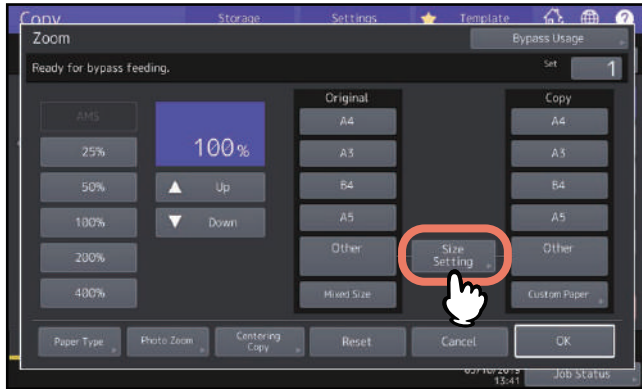 Copy Storage Settings Template
Zoom Bypass Usage
Ready for bypass feeding. Set 1
Original Copy
AMS 100% A4 A4
25% A3 A3
50% Up B4 B4
100% Down A5 A5
200% Other Size Setting Other
400% Mixed Size Custom Paper
Paper Type Photo Zoom Centering Copy Reset Cancel OK
13:41 Job Status